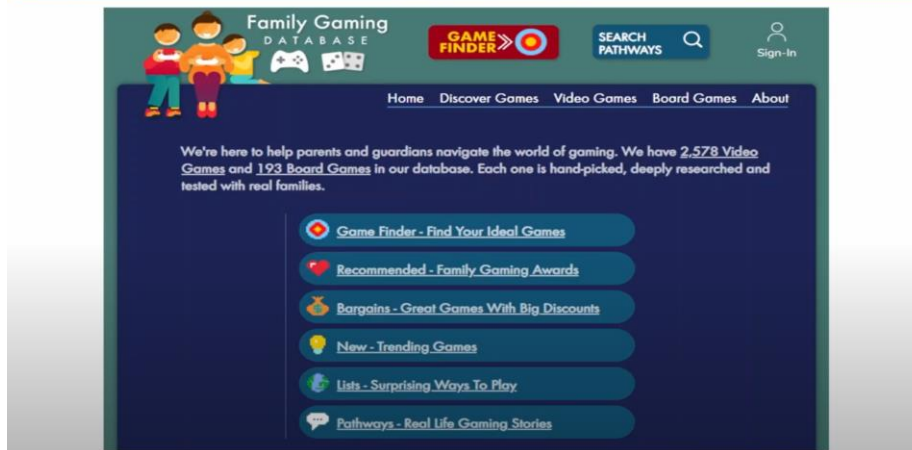 Family Gaming
DATABASE
GAME
FINDER
SEARCH
PATHWAYS
Sign-In
Home Discover Games Video Games Board Games About
We're here to help parents and guardians navigate the world of gaming. We have 2,578 Video
Games and 193 Board Games in our database. Each one is hand-picked, deeply researched and
tested with real families.
Game Finder - Find Your Ideal Games
Recommended - Family Gaming Awards
Bargains - Great Games With Big Discounts
New - Trending Games
Lists - Surprising Ways To Play
Pathways - Real Life Gaming Stories